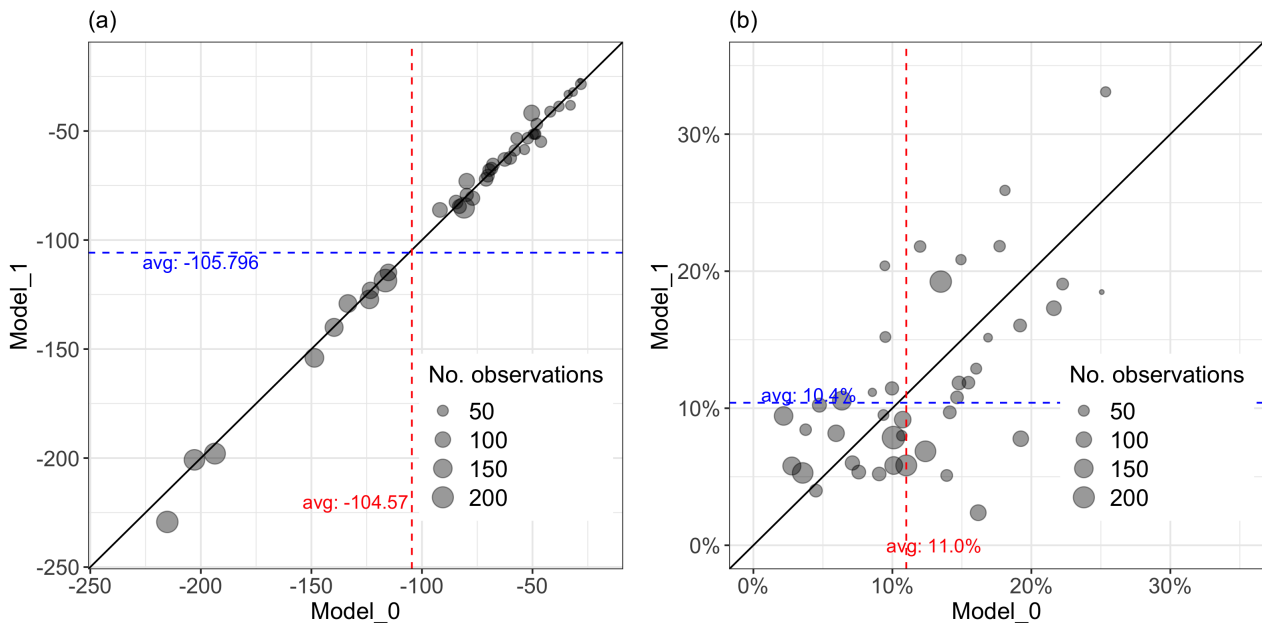 (a)
Model_1
-50
-100
-150
-200
-250
avg: -105.796
avg: -104.57
No. observations
50
100
150
200
-250
-200
-150
-100
-50
Model_0
(b)
Model_1
30%
20%
10%
0%
avg: 10.4%
avg: 11.0%
No. observations
50
100
150
200
0%
10%
20%
30%
Model_0